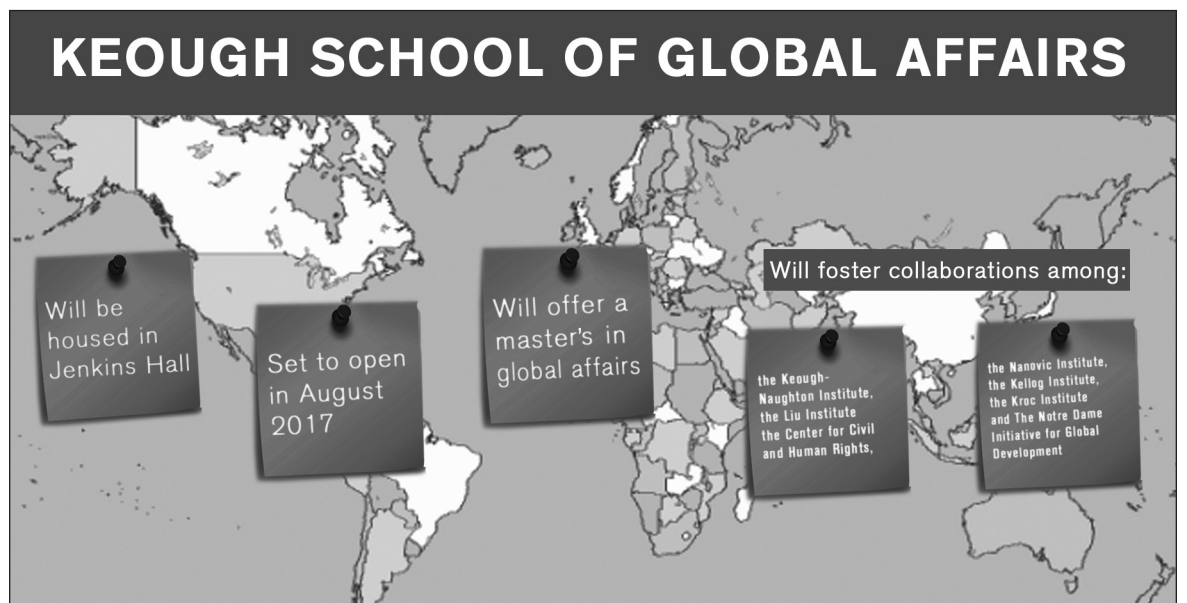 KEOUGH SCHOOL OF GLOBAL AFFAIRS
Will be
housed in
Jenkins Hall
Set to open
in August
2017
Will offer a
master's in
global affairs
Will foster collaborations among:
the Keough-
Naughton Institute,
the Liu Institute
the Center for Civil
and Human Rights,
the Nanovic Institute,
the Kellog Institute,
the Kroc Institute
and The Notre Dame
Initiative for Global
Development